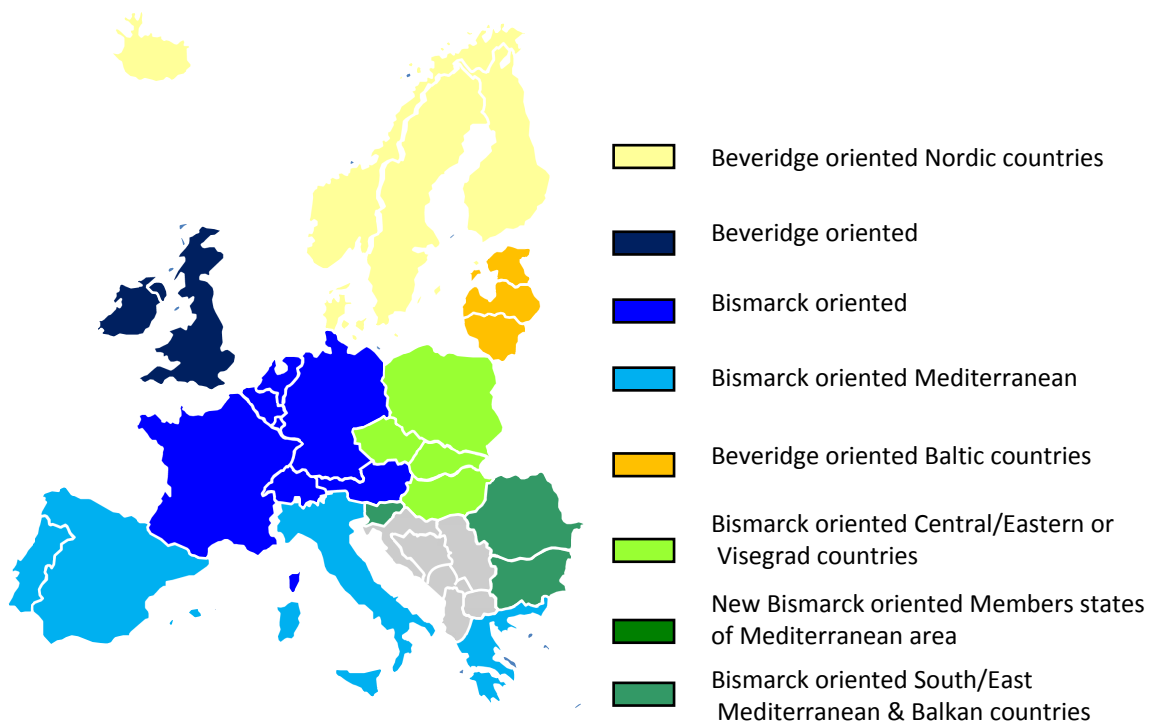 Beveridge oriented Nordic countries
Beveridge oriented
Bismarck oriented
Bismarck oriented Mediterranean
Beveridge oriented Baltic countries
Bismarck oriented Central/Eastern or
Visegrad countries
New Bismarck oriented Members states
of Mediterranean area
Bismarck oriented South/East
Mediterranean & Balkan countries